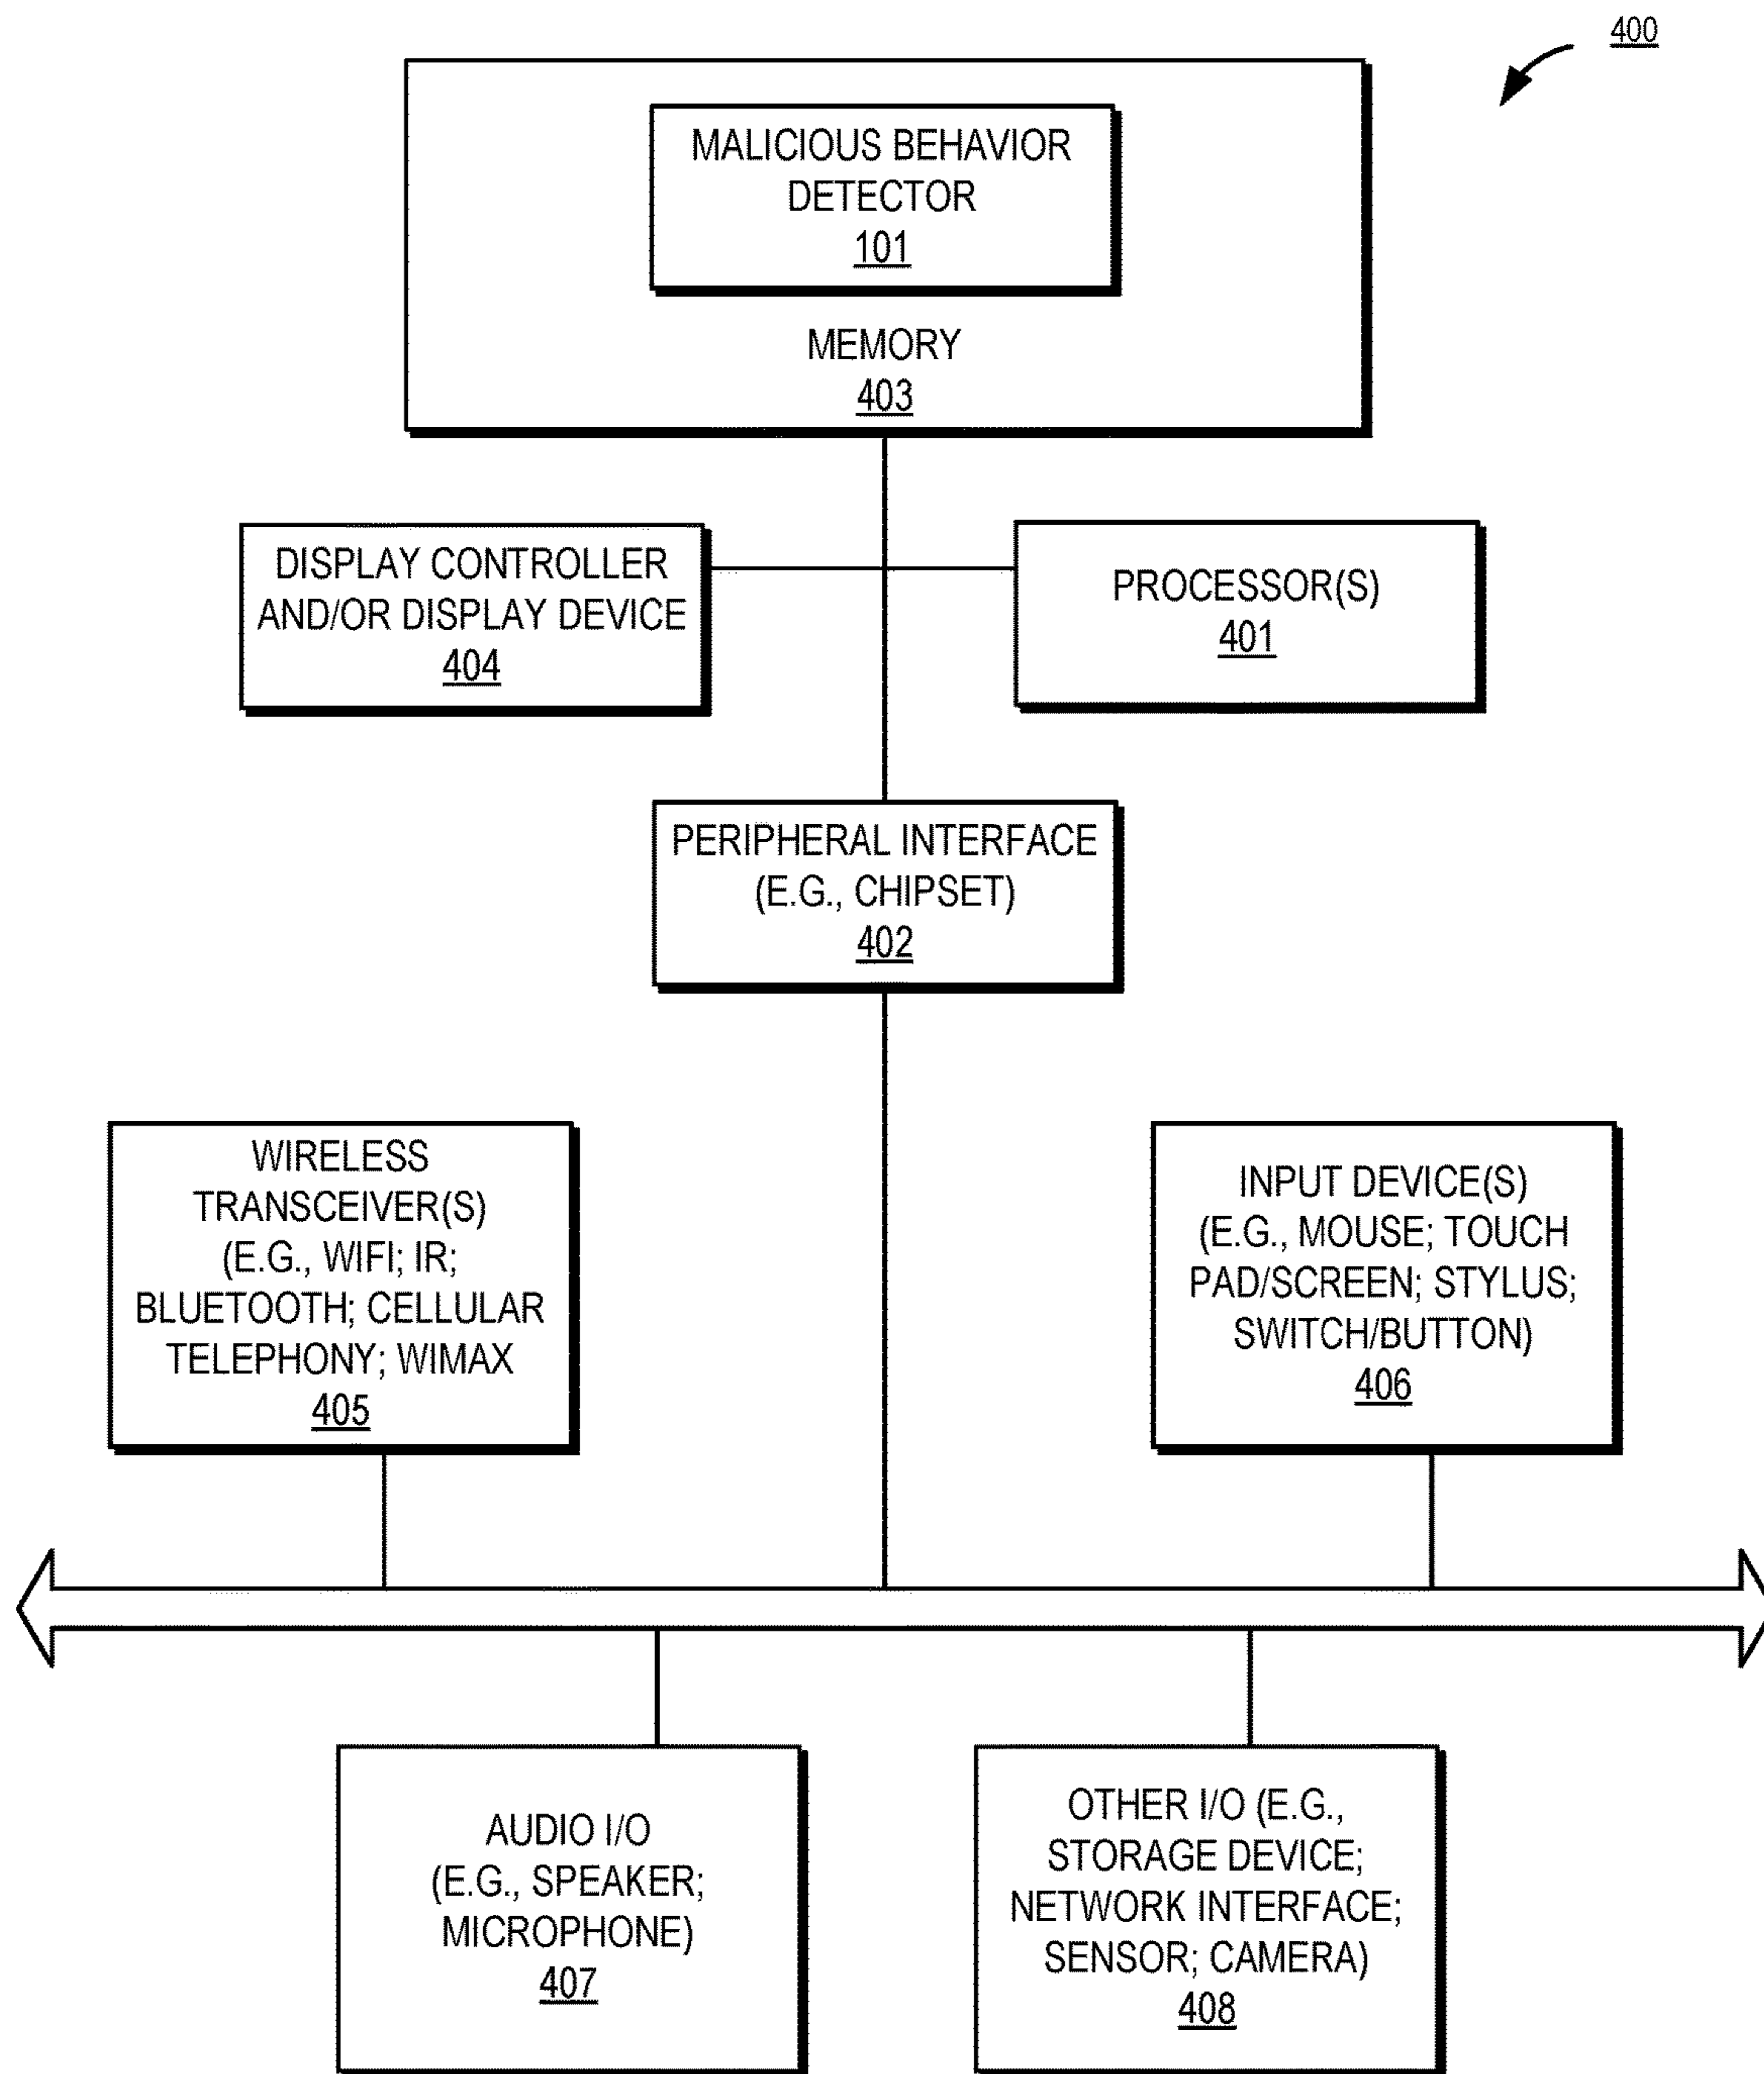 400
MALICIOUS BEHAVIOR
DETECTOR
101
MEMORY
403
DISPLAY CONTROLLER
AND/OR DISPLAY DEVICE
404
PROCESSOR(S)
401
PERIPHERAL INTERFACE
(E.G., CHIPSET)
402
WIRELESS
TRANSCEIVER(S)
(E.G., WIFI; IR;
BLUETOOTH; CELLULAR
TELEPHONY; WIMAX
405
INPUT DEVICE(S)
(E.G., MOUSE; TOUCH
PAD/SCREEN; STYLUS;
SWITCH/BUTTON)
406
AUDIO I/O
(E.G., SPEAKER;
MICROPHONE)
407
OTHER I/O (E.G.,
STORAGE DEVICE;
NETWORK INTERFACE;
SENSOR; CAMERA)
408